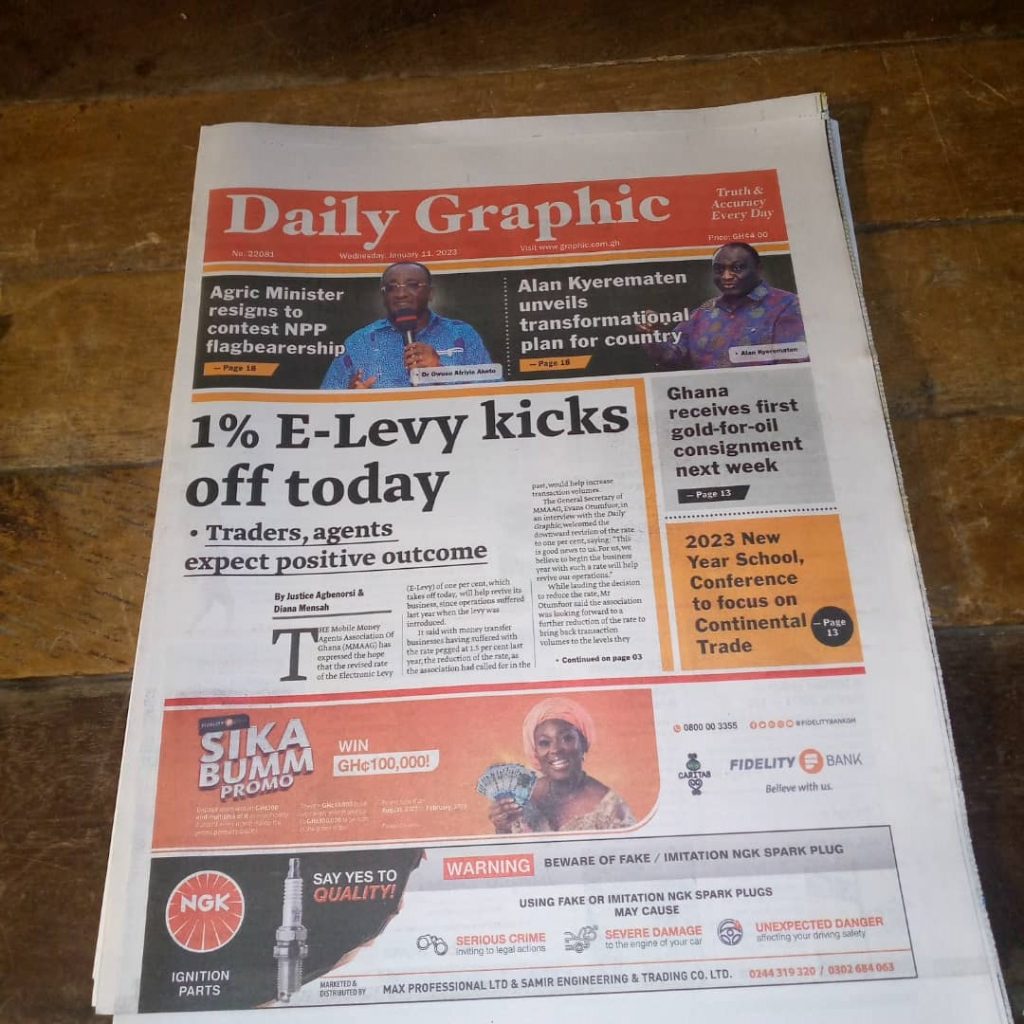 Daily Graphic
Truth &
Accuracy
Every Day
No. 22081
Wednesday, January 11, 2023
Visit www.graphic.com.gh
Price: GH¢4.00
Agric Minister
resigns to
contest NPP
flagbearership
— Page 18
• Dr Owusu Afriyie Akoto
Alan Kyerematen
unveils
transformational
plan for country
— Page 16
• Alan Kyerematen
1% E-Levy kicks
off today
• Traders, agents
expect positive outcome
By Justice Agbenorsi &
Diana Mensah
THE Mobile Money
Agents Association Of
Ghana (MMAAG) has
expressed the hope
that the revised rate
of the Electronic Levy
(E-Levy) of one per cent, which
takes off today, will help revive its
business, since operations suffered
last year when the levy was
introduced.
It said with money transfer
businesses having suffered with
the rate pegged at 1.5 per cent last
year, the reduction of the rate, as
the association had called for in the
past, would help increase
transaction volumes.
The General Secretary of
MMAAG, Evans Otumfuor, in
an interview with the Daily
Graphic, welcomed the
downward revision of the rate
to one per cent, saying: "This
is good news to us. For us, we
believe to begin the business
year with such a rate will help
revive our operations."
While lauding the decision
to reduce the rate, Mr
Otumfuor said the association
was looking forward to a
further reduction of the rate to
bring back transaction
volumes to the levels they
• Continued on page 03
Ghana
receives first
gold-for-oil
consignment
next week
— Page 13
2023 New
Year School,
Conference
to focus on
Continental
Trade
— Page
13
FIDELITY
SIKA
BUMM
PROMO
WIN
GH¢100,000!
0800 00 3355
@FIDELITYBANKGH
CARITAS
FIDELITY BANK
Believe with us.
NGK
IGNITION
PARTS
SAY YES TO
QUALITY!
WARNING BEWARE OF FAKE / IMITATION NGK SPARK PLUG
USING FAKE OR IMITATION NGK SPARK PLUGS
MAY CAUSE
SERIOUS CRIME
inviting to legal actions
SEVERE DAMAGE
to the engine of your car
UNEXPECTED DANGER
affecting your driving safety
MARKETED &
DISTRIBUTED BY
MAX PROFESSIONAL LTD & SAMIR ENGINEERING & TRADING CO. LTD.
0244 319 320 / 0302 684 063